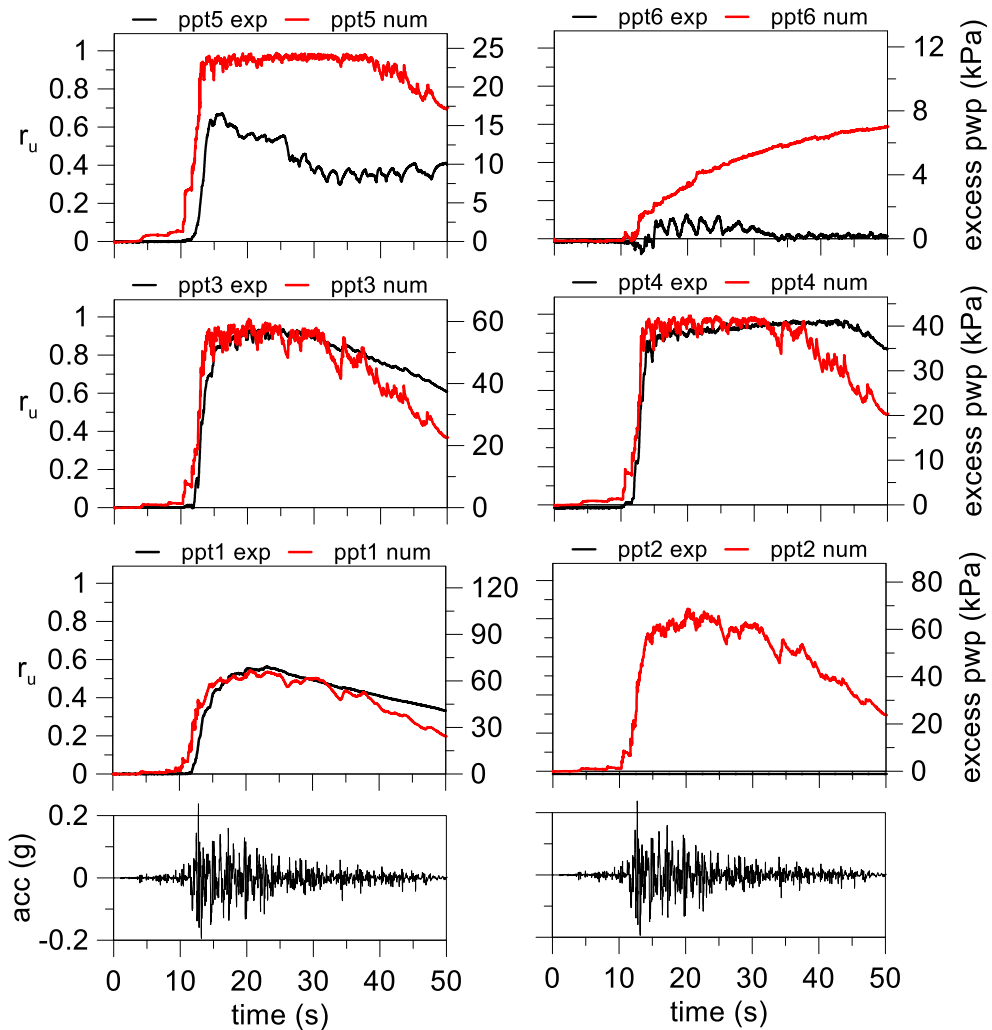 ppt5 exp ppt5 num
ppt6 exp ppt6 num
1
0.8
0.6
0.4
0.2
0
r_u
25
20
15
10
5
0
12
8
4
0
excess pwp (kPa)
ppt3 exp ppt3 num
ppt4 exp ppt4 num
1
0.8
0.6
0.4
0.2
0
r_u
60
40
20
0
40
30
20
10
0
excess pwp (kPa)
ppt1 exp ppt1 num
ppt2 exp ppt2 num
1
0.8
0.6
0.4
0.2
0
r_u
120
90
60
30
0
80
60
40
20
0
excess pwp (kPa)
0.2
0
-0.2
acc (g)
0 10 20 30 40 50
0 10 20 30 40 50
time (s)
time (s)